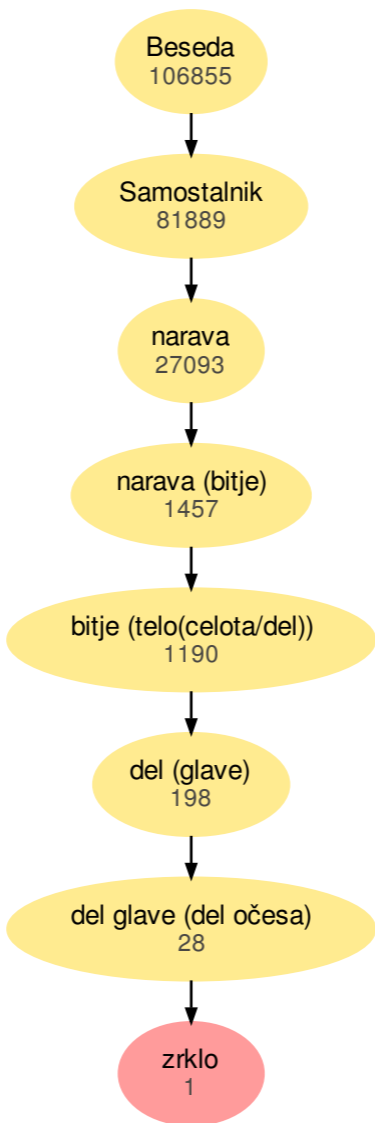 Beseda
106855
Samostalnik
81889
narava
27093
narava (bitje)
1457
bitje (telo(celota/del))
1190
del (glave)
198
del glave (del očesa)
28
zrklo
1